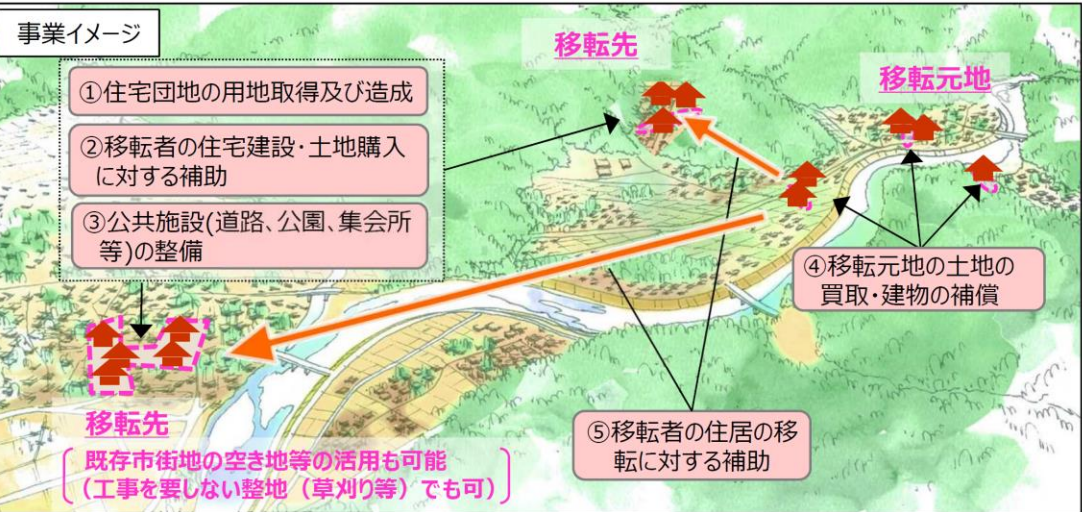 事業イメージ
移転先
移転元地
①住宅団地の用地取得及び造成
②移転者の住宅建設･土地購入
に対する補助
③公共施設(道路、公園、集会所
等)の整備
④移転元地の土地の
買取･建物の補償
移転先
既存市街地の空き地等の活用も可能
（工事を要しない整地（草刈り等）でも可）
⑤移転者の住居の移
転に対する補助